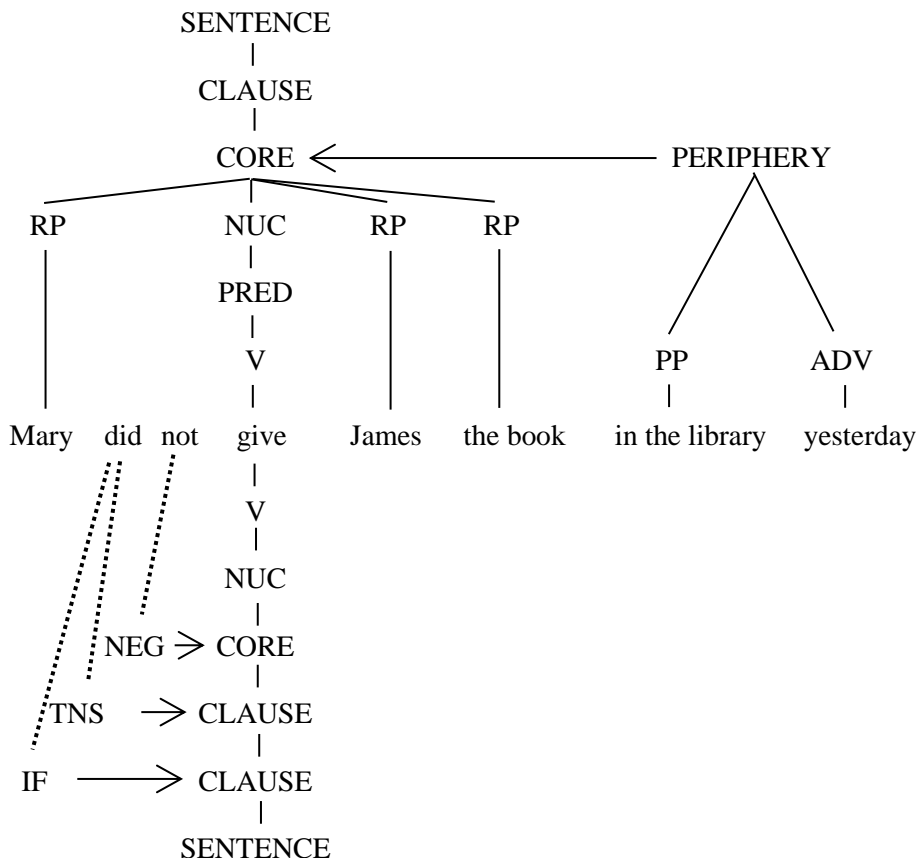 SENTENCE
CLAUSE
CORE PERIPHERY
RP NUC RP RP
PRED
V PP ADV
Mary did not give James the book in the library yesterday
V
NUC
NEG CORE
TNS CLAUSE
IF CLAUSE
SENTENCE